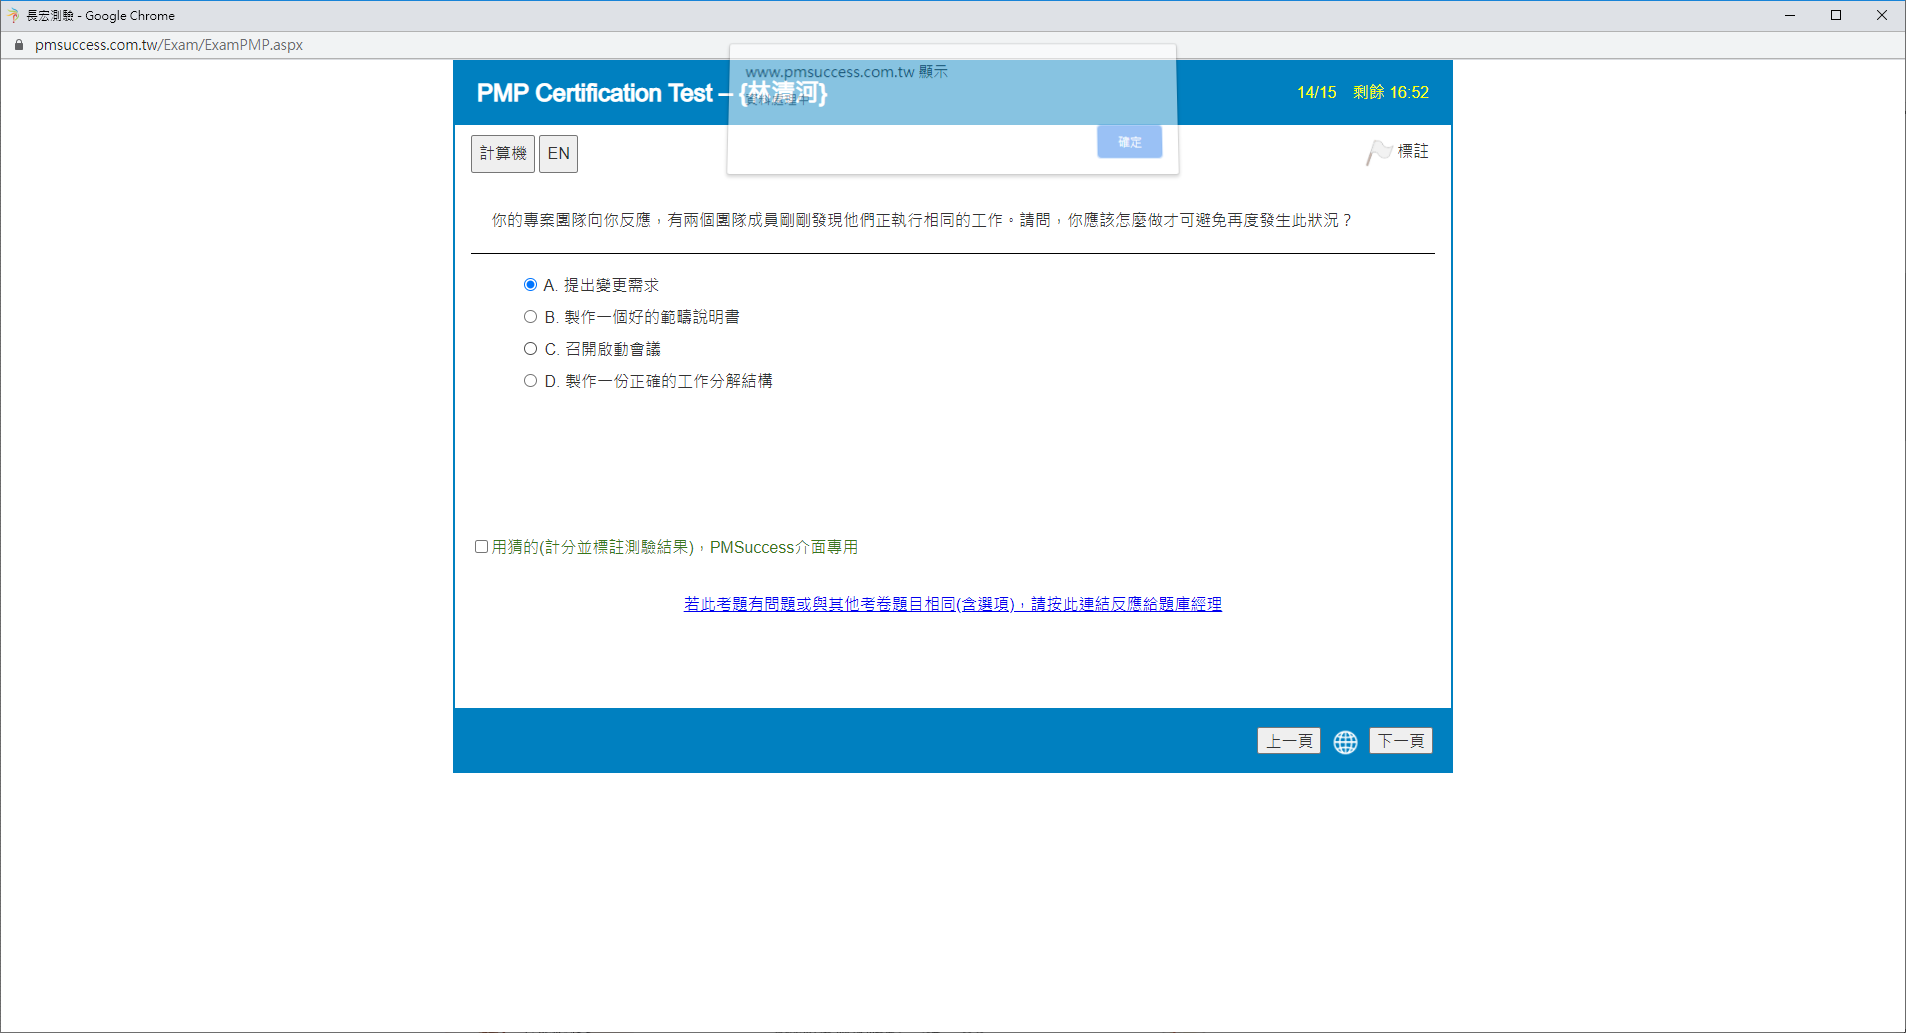 長宏測驗 - Google Chrome
pmsuccess.com.tw/Exam/ExamPMP.aspx
www.pmsuccess.com.tw 顯示
資料處理中
確定
PMP Certification Test – {林濤河}
14/15 剩餘 16:52
計算機 EN
標註
你的專案團隊向你反應，有兩個團隊成員剛剛發現他們正執行相同的工作。請問，你應該怎麼做才可避免再度發生此狀況？
A. 提出變更需求
B. 製作一個好的範疇說明書
C. 召開啟動會議
D. 製作一份正確的工作分解結構
用猜的(計分並標註測驗結果)，PMSuccess介面專用
若此考題有問題或與其他考卷題目相同(含選項)，請按此連結反應給題庫經理
上一頁 下一頁